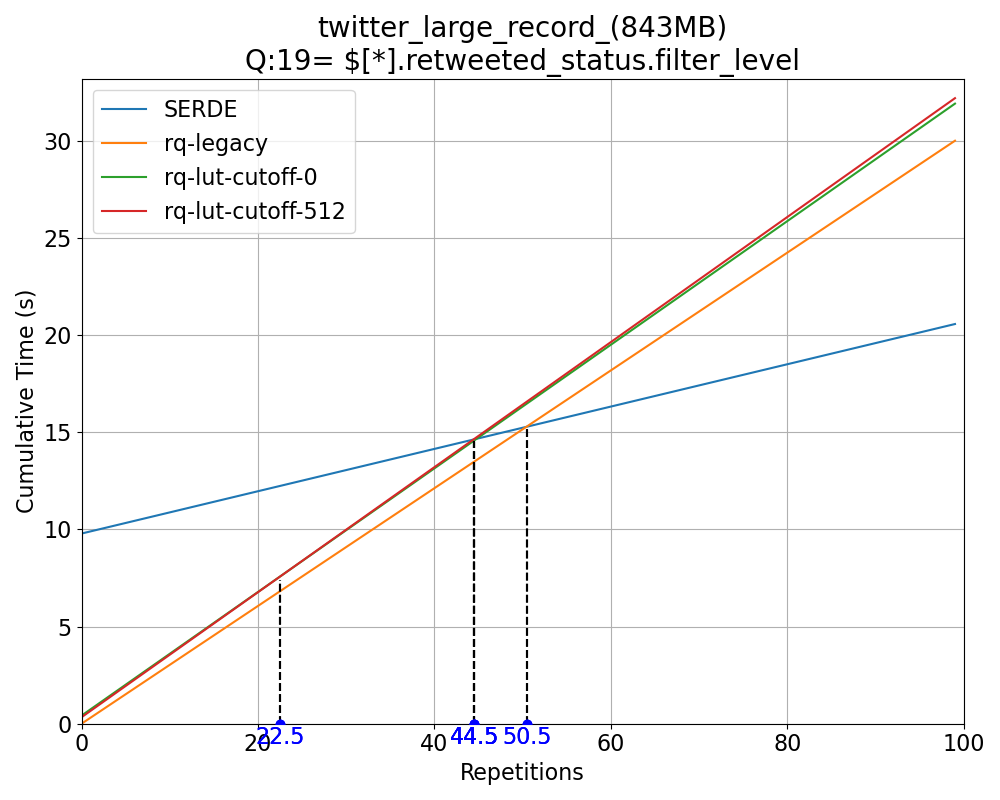 twitter_large_record_(843MB)
Q:19= $[*].retweeted_status.filter_level
SERDE
rq-legacy
rq-lut-cutoff-0
rq-lut-cutoff-512
Cumulative Time (s)
30
25
20
15
10
5
0
0
20
40
60
80
100
22.5
44.5
50.5
Repetitions